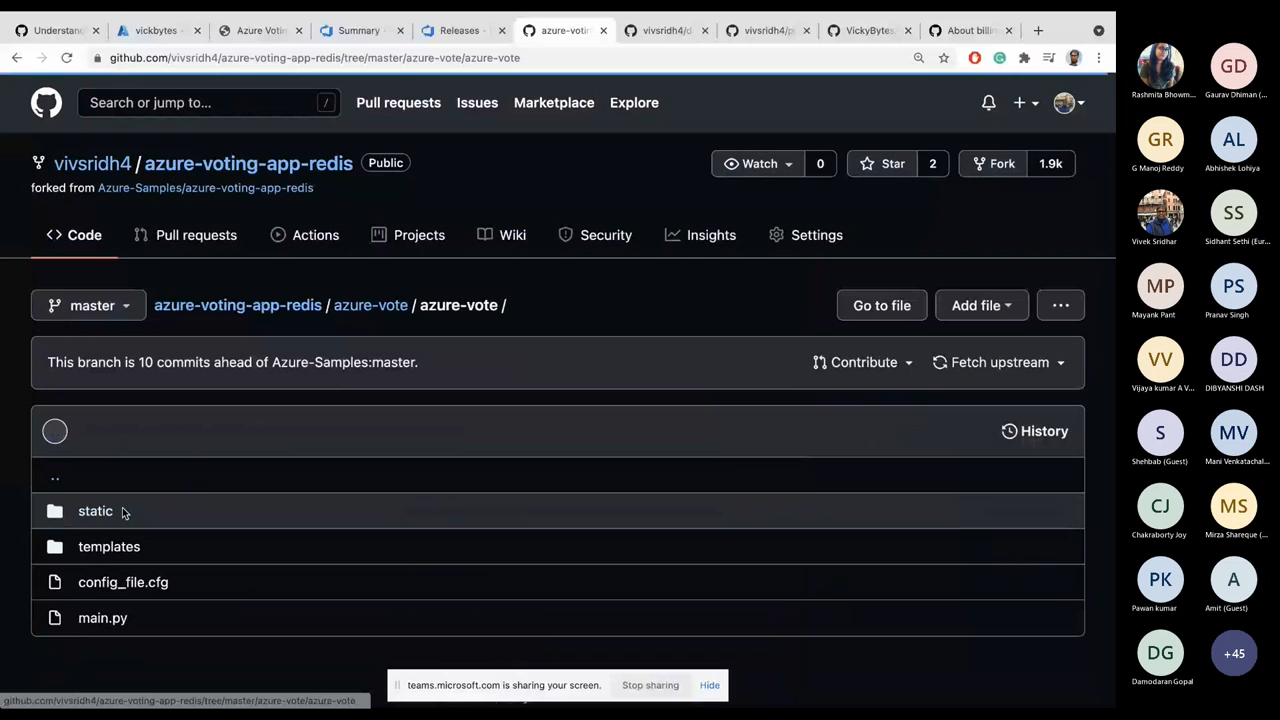 Understan
vickbytes
Azure Voti
Summary
Releases -
azure-votin
vivsridh4/d
vivsridh4/p
VickyBytes
About billin
github.com/vivsridh4/azure-voting-app-redis/tree/master/azure-vote/azure-vote
Search or jump to... /
Pull requests Issues Marketplace Explore
vivsridh4 / azure-voting-app-redis Public
Watch 0 Star 2 Fork 1.9k
forked from Azure-Samples/azure-voting-app-redis
Code Pull requests Actions Projects Wiki Security Insights Settings
master azure-voting-app-redis / azure-vote / azure-vote /
Go to file Add file ...
This branch is 10 commits ahead of Azure-Samples:master.
Contribute Fetch upstream
History
..
static
templates
config_file.cfg
main.py
teams.microsoft.com is sharing your screen. Stop sharing Hide
github.com/vivsridh4/azure-voting-app-redis/tree/master/azure-vote/azure-vote
GD
Rashmita Bhowm... Gaurav Dhiman (...
GR AL
G Manoj Reddy Abhishek Lohiya
SS
Vivek Sridhar Sidhant Sethi (Eur...
MP PS
Mayank Pant Pranav Singh
VV DD
Vijaya kumar A V... DIBYANSHI DASH
S MV
Shehbab (Guest) Mani Venkatachal...
CJ MS
Chakraborty Joy Mirza Shareque (...
PK A
Pawan kumar Amit (Guest)
DG +45
Damodaran Gopal